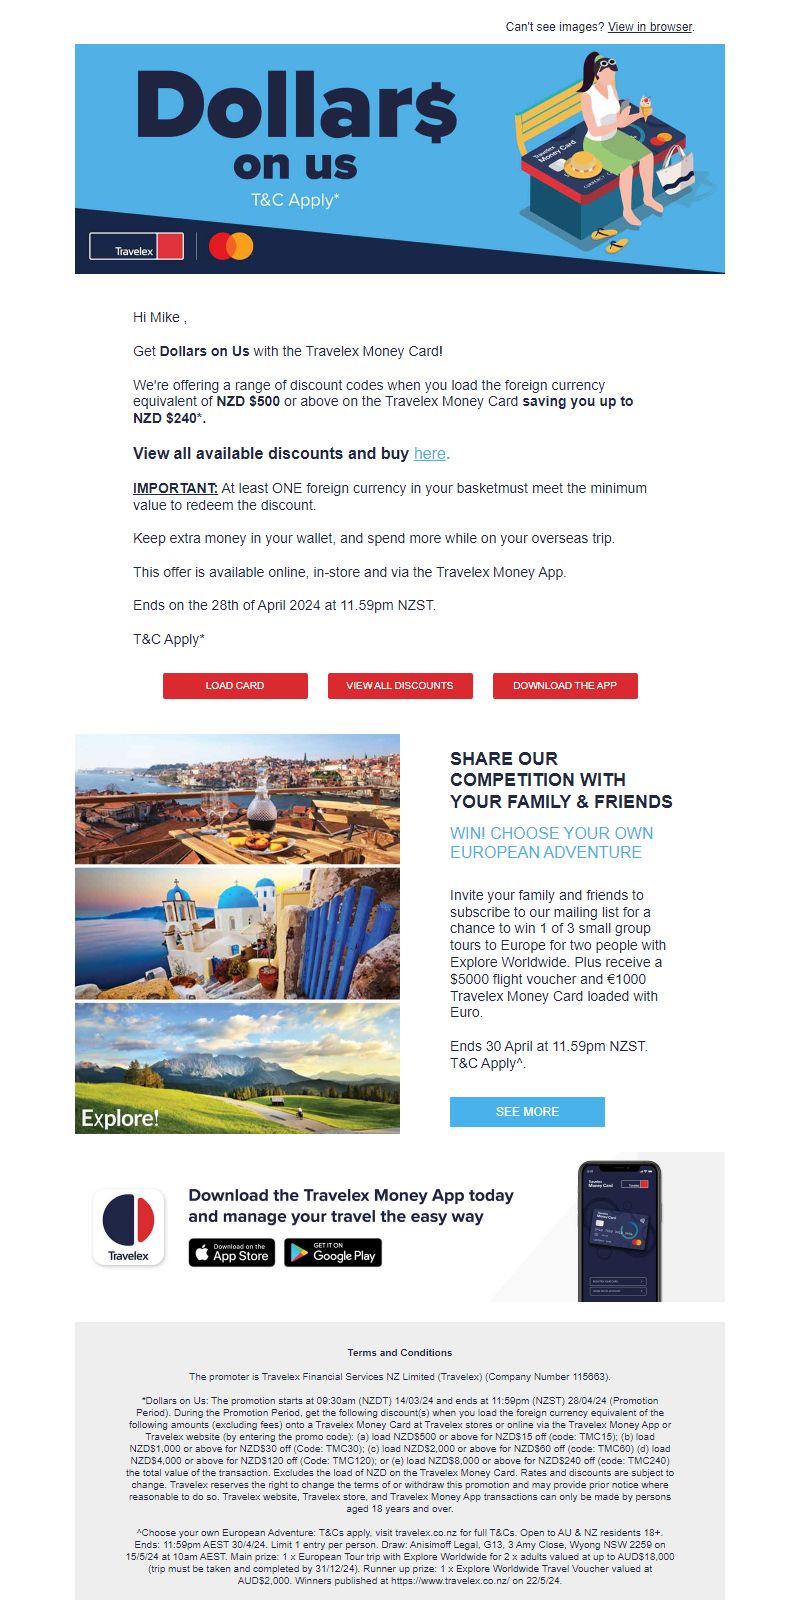 Can't see images? View in browser.
Dollar$
on us
T&C Apply*
Travelex
Travelex
Money Card
Hi Mike ,
Get Dollars on Us with the Travelex Money Card!
We're offering a range of discount codes when you load the foreign currency
equivalent of NZD $500 or above on the Travelex Money Card saving you up to
NZD $240*.
View all available discounts and buy here.
IMPORTANT: At least ONE foreign currency in your basketmust meet the minimum
value to redeem the discount.
Keep extra money in your wallet, and spend more while on your overseas trip.
This offer is available online, in-store and via the Travelex Money App.
Ends on the 28th of April 2024 at 11.59pm NZST.
T&C Apply*
LOAD CARD
VIEW ALL DISCOUNTS
DOWNLOAD THE APP
SHARE OUR
COMPETITION WITH
YOUR FAMILY & FRIENDS
WIN! CHOOSE YOUR OWN
EUROPEAN ADVENTURE
Invite your family and friends to
subscribe to our mailing list for a
chance to win 1 of 3 small group
tours to Europe for two people with
Explore Worldwide. Plus receive a
$5000 flight voucher and €1000
Travelex Money Card loaded with
Euro.
Ends 30 April at 11.59pm NZST.
T&C Apply^.
SEE MORE
Explore!
Travelex
Download the Travelex Money App today
and manage your travel the easy way
Download on the
App Store
GET IT ON
Google Play
Travelex
Money Card
Travelex
Travelex
Money Card
Terms and Conditions
The promoter is Travelex Financial Services NZ Limited (Travelex) (Company Number 115663).
*Dollars on Us: The promotion starts at 09:30am (NZDT) 14/03/24 and ends at 11:59pm (NZST) 28/04/24 (Promotion
Period). During the Promotion Period, get the following discount(s) when you load the foreign currency equivalent of the
following amounts (excluding fees) onto a Travelex Money Card at Travelex stores or online via the Travelex Money App or
Travelex website (by entering the promo code): (a) load NZD$500 or above for NZD$15 off (code: TMC15); (b) load
NZD$1,000 or above for NZD$30 off (Code: TMC30); (c) load NZD$2,000 or above for NZD$60 off (code: TMC60) (d) load
NZD$4,000 or above for NZD$120 off (Code: TMC120); or (e) load NZD$8,000 or above for NZD$240 off (code: TMC240)
the total value of the transaction. Excludes the load of NZD on the Travelex Money Card. Rates and discounts are subject to
change. Travelex reserves the right to change the terms of or withdraw this promotion and may provide prior notice where
reasonable to do so. Travelex website, Travelex store, and Travelex Money App transactions can only be made by persons
aged 18 years and over.
^Choose your own European Adventure: T&Cs apply, visit travelex.co.nz for full T&Cs. Open to AU & NZ residents 18+.
Ends: 11:59pm AEST 30/4/24. Limit 1 entry per person. Draw: Anisimoff Legal, G13, 3 Amy Close, Wyong NSW 2259 on
15/5/24 at 10am AEST. Main prize: 1 x European Tour trip with Explore Worldwide for 2 x adults valued at up to AUD$18,000
(trip must be taken and completed by 31/12/24). Runner up prize: 1 x Explore Worldwide Travel Voucher valued at
AUD$2,000. Winners published at https://www.travelex.co.nz/ on 22/5/24.